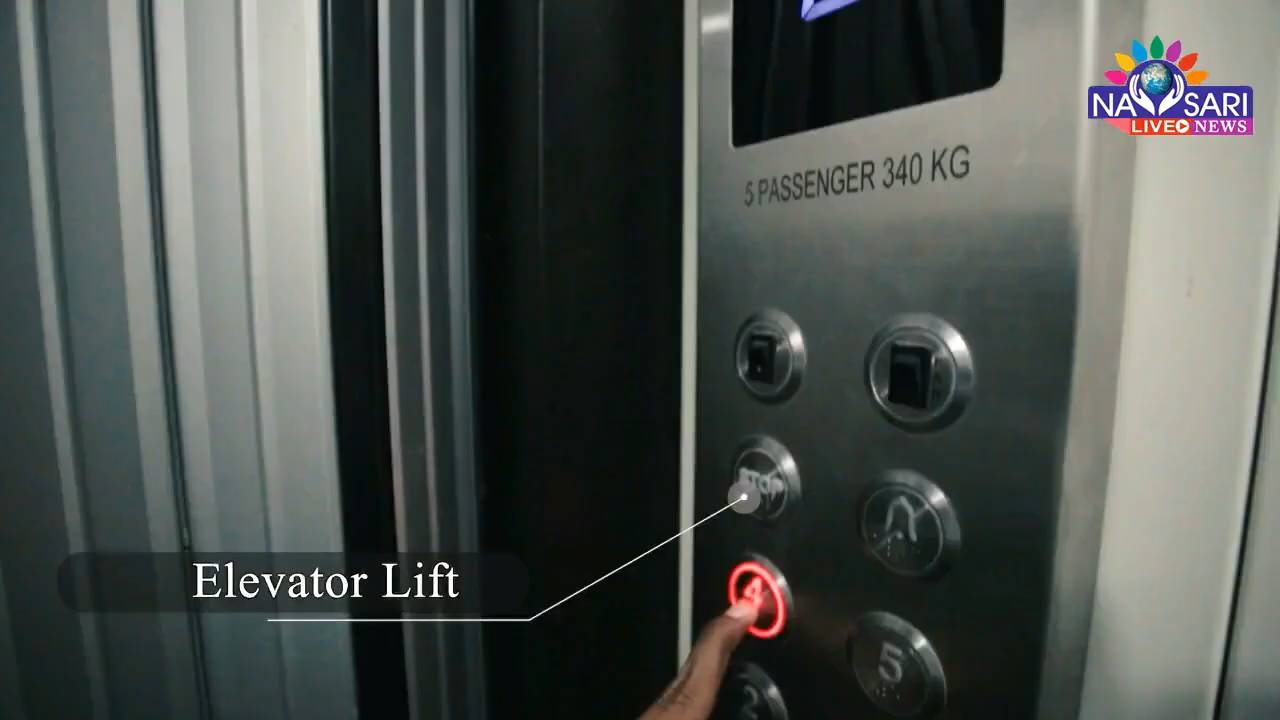 NAVSARI
LIVE NEWS
5 PASSENGER 340 KG
STOP
4
5
2
Elevator Lift